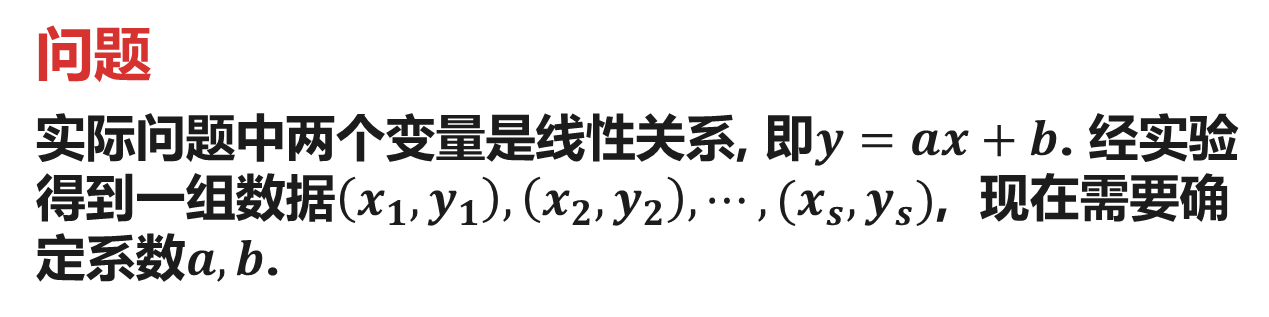 问题
实际问题中两个变量是线性关系, 即y = ax + b. 经实验
得到一组数据(x₁, y₁), (x₂, y₂), ⋯ , (xₛ, yₛ)，现在需要确
定系数a, b.